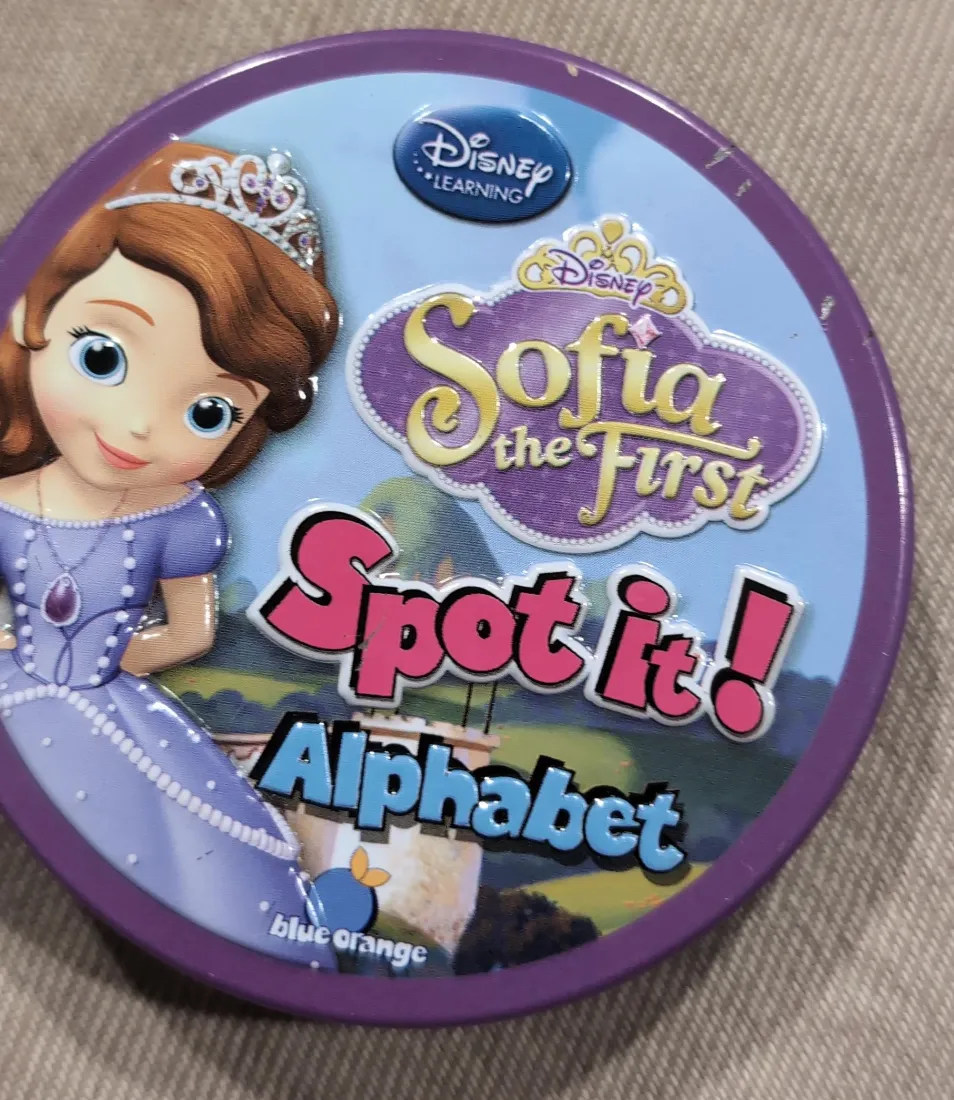 Disney
LEARNING
Disney
Sofia
the First
Spot it!
Alphabet
blue orange